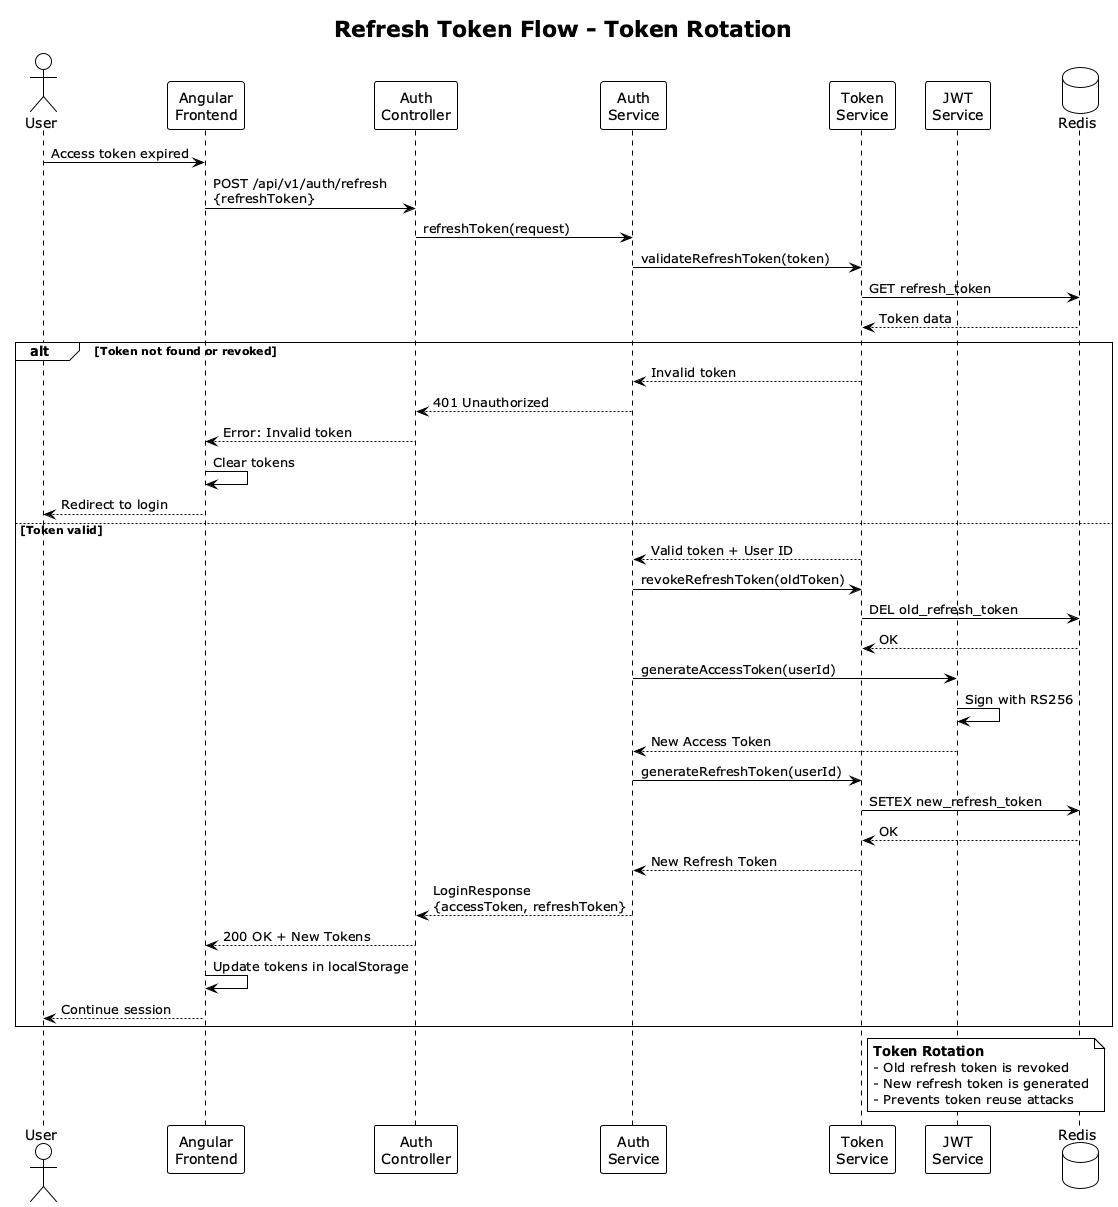 Refresh Token Flow - Token Rotation
User
Angular
Frontend
Auth
Controller
Auth
Service
Token
Service
JWT
Service
Redis
Access token expired
POST /api/v1/auth/refresh
{refreshToken}
refreshToken(request)
validateRefreshToken(token)
GET refresh_token
Token data
alt
[Token not found or revoked]
Invalid token
401 Unauthorized
Error: Invalid token
Clear tokens
Redirect to login
[Token valid]
Valid token + User ID
revokeRefreshToken(oldToken)
DEL old_refresh_token
OK
generateAccessToken(userId)
Sign with RS256
New Access Token
generateRefreshToken(userId)
SETEX new_refresh_token
OK
New Refresh Token
LoginResponse
{accessToken, refreshToken}
200 OK + New Tokens
Update tokens in localStorage
Continue session
Token Rotation
- Old refresh token is revoked
- New refresh token is generated
- Prevents token reuse attacks
User
Angular
Frontend
Auth
Controller
Auth
Service
Token
Service
JWT
Service
Redis